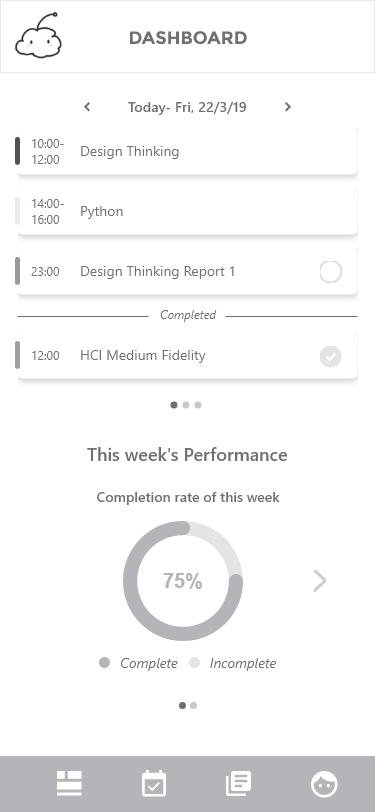 DASHBOARD
Today- Fri, 22/3/19
10:00-
12:00
Design Thinking
14:00-
16:00
Python
23:00
Design Thinking Report 1
Completed
12:00
HCI Medium Fidelity
This week's Performance
Completion rate of this week
75%
Complete
Incomplete